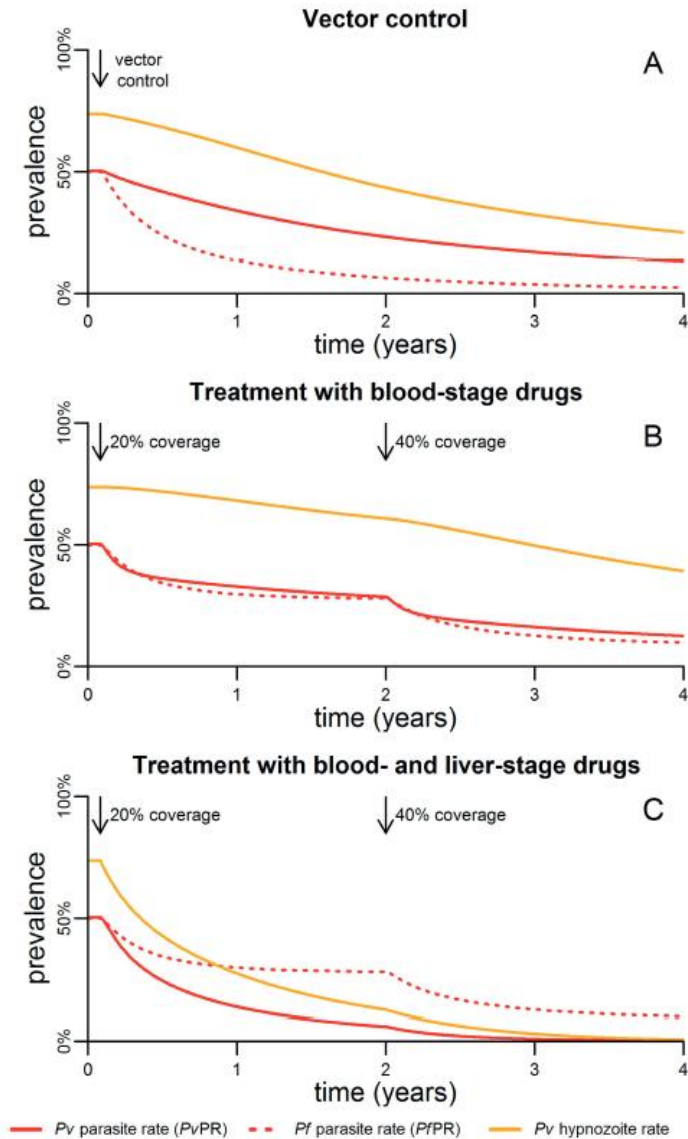 Vector control
A
vector
control
100%
50%
0%
prevalence
0 1 2 3 4
time (years)
Treatment with blood-stage drugs
B
20% coverage
40% coverage
100%
50%
0%
prevalence
0 1 2 3 4
time (years)
Treatment with blood- and liver-stage drugs
C
20% coverage
40% coverage
100%
50%
0%
prevalence
0 1 2 3 4
time (years)
Pv parasite rate (PvPR) Pf parasite rate (PfPR) Pv hypnozoite rate